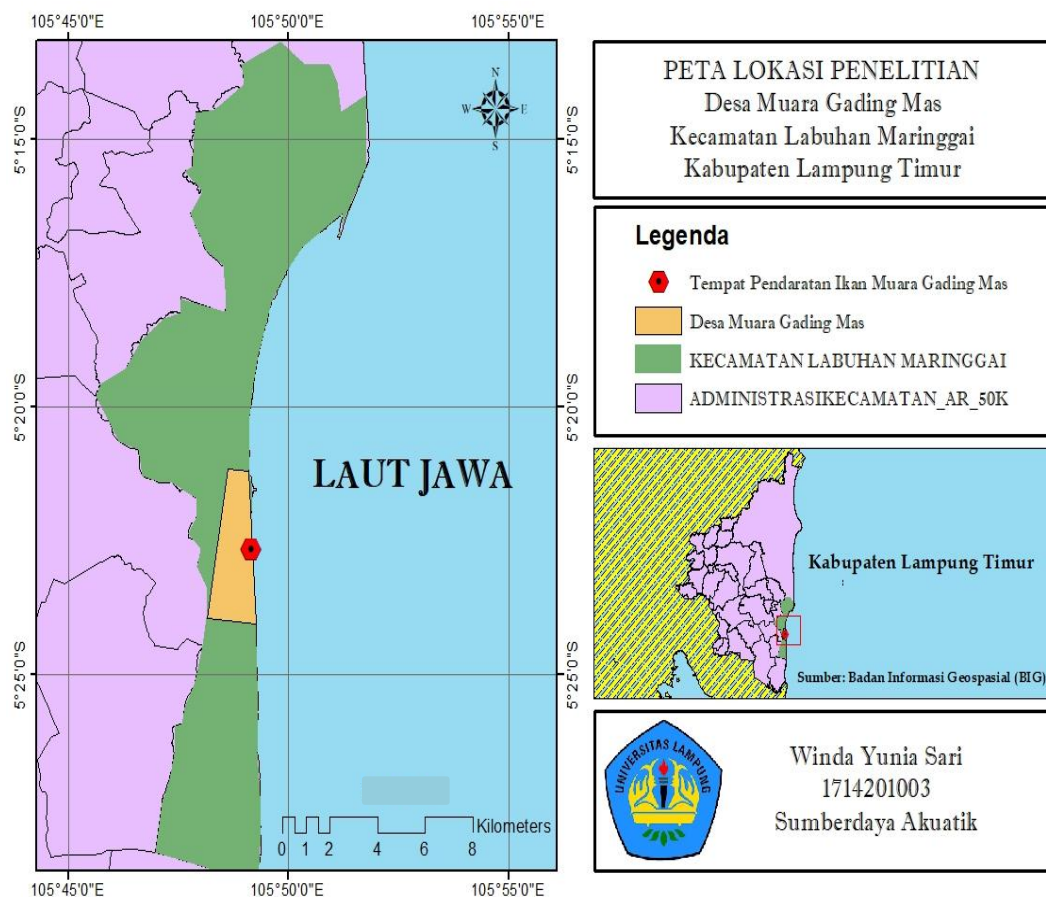 105°45'0"E
105°50'0"E
105°55'0"E
5°15'0"S
5°20'0"S
5°25'0"S
5°15'0"S
5°20'0"S
5°25'0"S
N
W
E
S
LAUT JAWA
Kilometers
0 1 2 4 6 8
105°45'0"E
105°50'0"E
105°55'0"E
PETA LOKASI PENELITIAN
Desa Muara Gading Mas
Kecamatan Labuhan Maringgai
Kabupaten Lampung Timur
Legenda
Tempat Pendaratan Ikan Muara Gading Mas
Desa Muara Gading Mas
KECAMATAN LABUHAN MARINGGAI
ADMINISTRASIKECAMATAN_AR_50K
Kabupaten Lampung Timur
Sumber: Badan Informasi Geospasial (BIG)
UNIVERSITAS LAMPUNG
Winda Yunia Sari
1714201003
Sumberdaya Akuatik